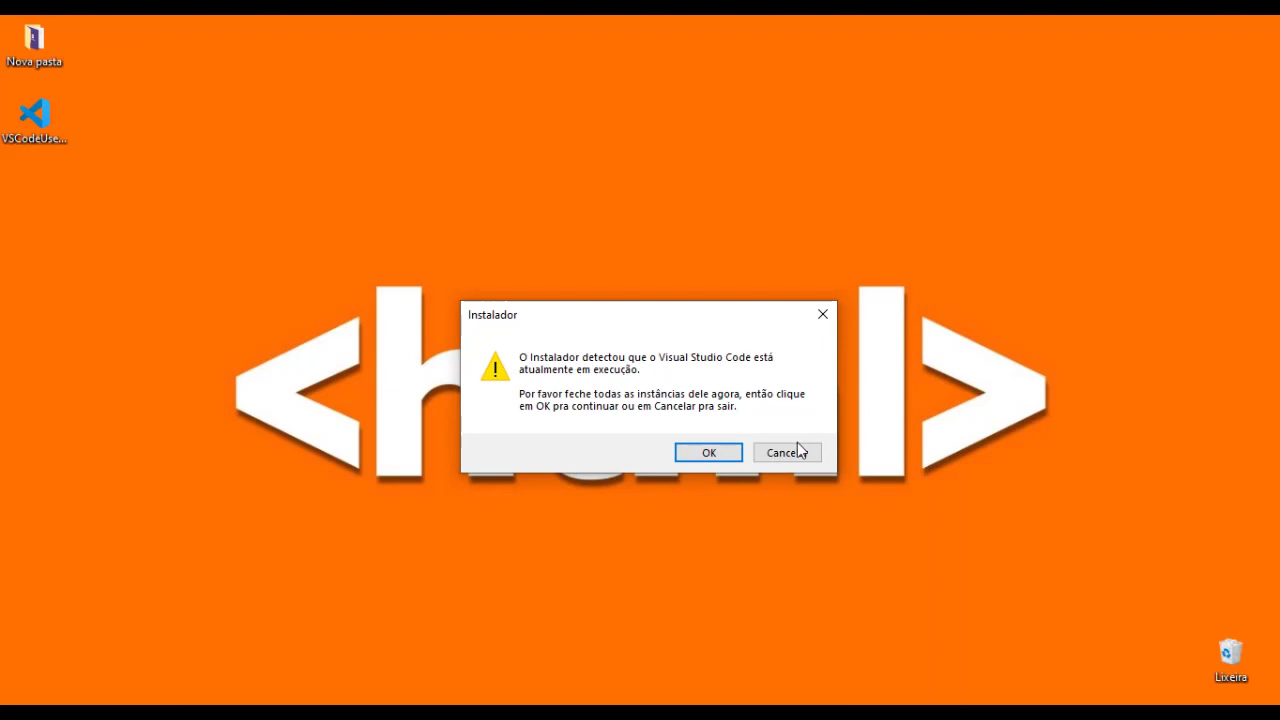 Nova pasta
VSCodeUse...
Instalador
O Instalador detectou que o Visual Studio Code está
atualmente em execução.
Por favor feche todas as instâncias dele agora, então clique
em OK pra continuar ou em Cancelar pra sair.
OK
Cancelar
Lixeira